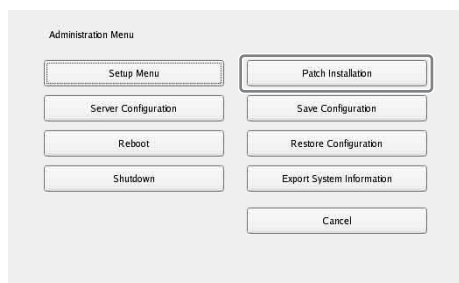 Administration Menu
Setup Menu
Patch Installation
Server Configuration
Save Configuration
Reboot
Restore Configuration
Shutdown
Export System Information
Cancel